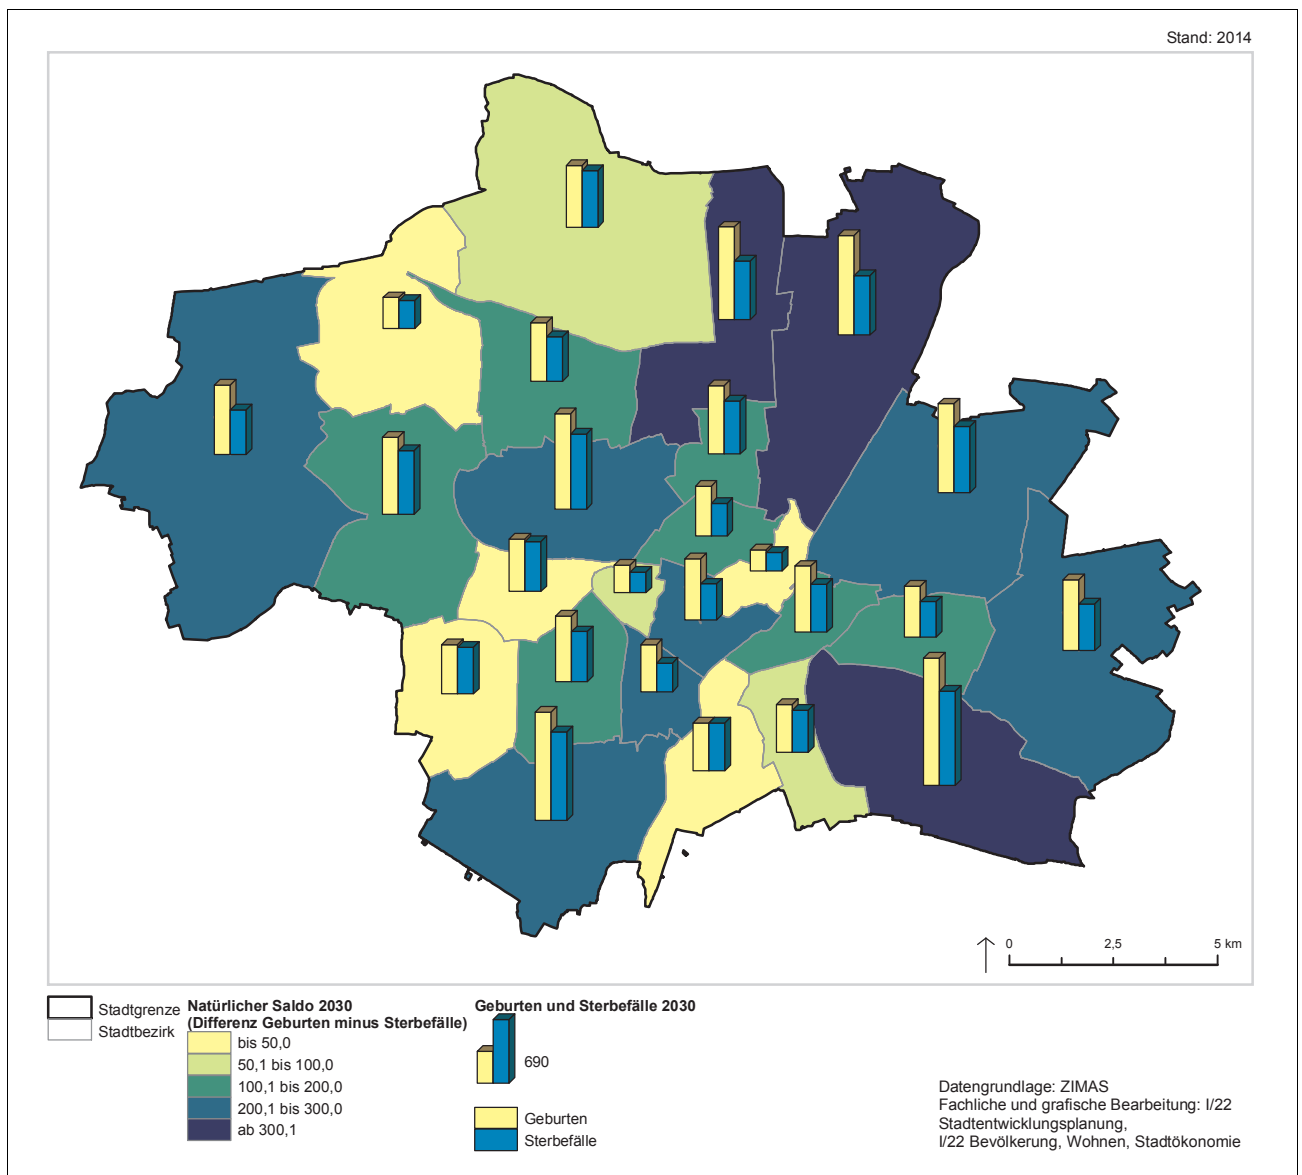 Stand: 2014
0 2,5 5 km
Stadtgrenze
Stadtbezirk
Natürlicher Saldo 2030
(Differenz Geburten minus Sterbefälle)
bis 50,0
50,1 bis 100,0
100,1 bis 200,0
200,1 bis 300,0
ab 300,1
Geburten und Sterbefälle 2030
690
Geburten
Sterbefälle
Datengrundlage: ZIMAS
Fachliche und grafische Bearbeitung: I/22
Stadtentwicklungsplanung,
I/22 Bevölkerung, Wohnen, Stadtökonomie